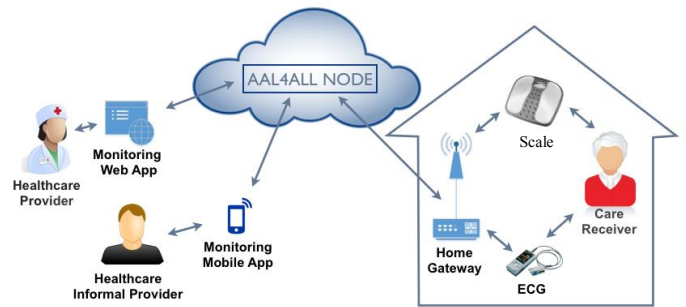 AAL4ALL NODE
Monitoring
Web App
Healthcare
Provider
Healthcare
Informal Provider
Monitoring
Mobile App
Scale
Care
Receiver
Home
Gateway
ECG